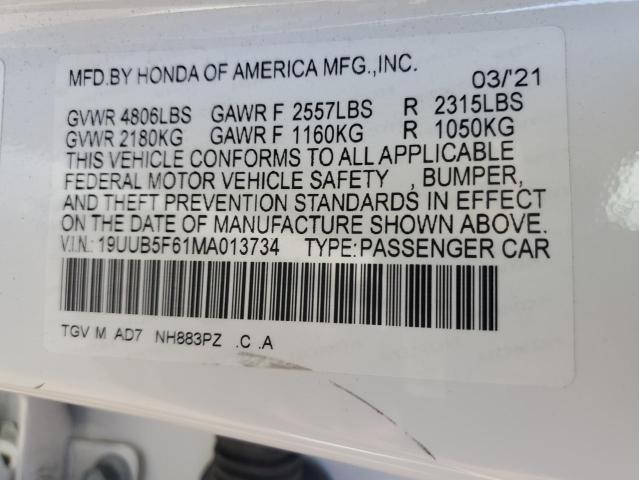 MFD.BY HONDA OF AMERICA MFG.,INC. 03/'21
GVWR 4806LBS GAWR F 2557LBS R 2315LBS
GVWR 2180KG GAWR F 1160KG R 1050KG
THIS VEHICLE CONFORMS TO ALL APPLICABLE
FEDERAL MOTOR VEHICLE SAFETY , BUMPER,
AND THEFT PREVENTION STANDARDS IN EFFECT
ON THE DATE OF MANUFACTURE SHOWN ABOVE.
V.I.N.: 19UUB5F61MA013734 TYPE:PASSENGER CAR
TGV M AD7 NH883PZ .C .A